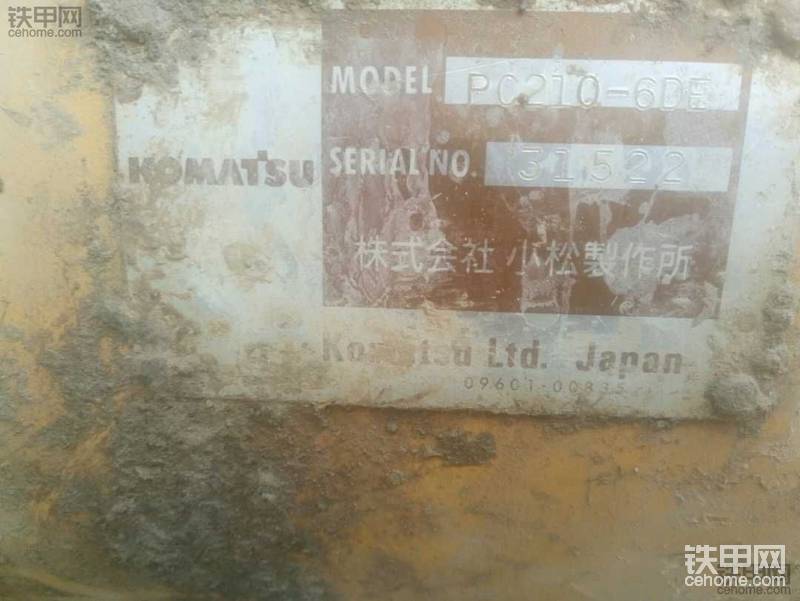 铁甲网
cehome.com
MODEL PC210-6DE
KOMATSU
SERIAL NO. 31522
株式会社 小松製作所
Komatsu Ltd. Japan
09601-00835
铁甲网
cehome.com